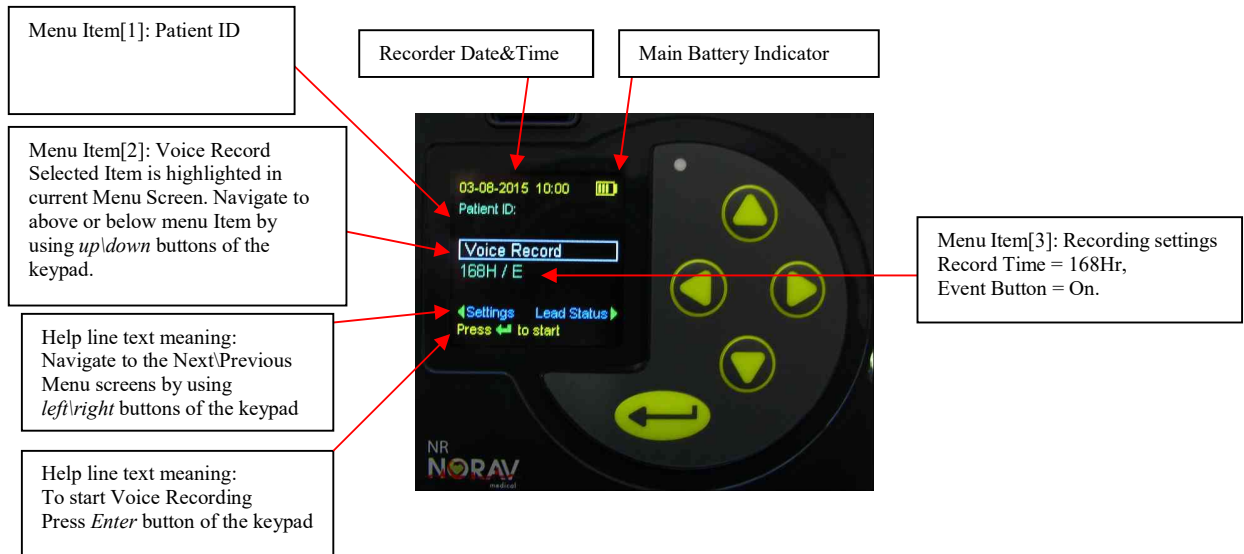 Menu Item[1]: Patient ID
Recorder Date&Time
Main Battery Indicator
Menu Item[2]: Voice Record
Selected Item is highlighted in
current Menu Screen. Navigate to
above or below menu Item by
using up\down buttons of the
keypad.
03-08-2015 10:00
Patient ID:
Voice Record
168H / E
Settings Lead Status
Press to start
Menu Item[3]: Recording settings
Record Time = 168Hr,
Event Button = On.
Help line text meaning:
Navigate to the Next\Previous
Menu screens by using
left\right buttons of the keypad
Help line text meaning:
To start Voice Recording
Press Enter button of the keypad
NR
NORAV
medical